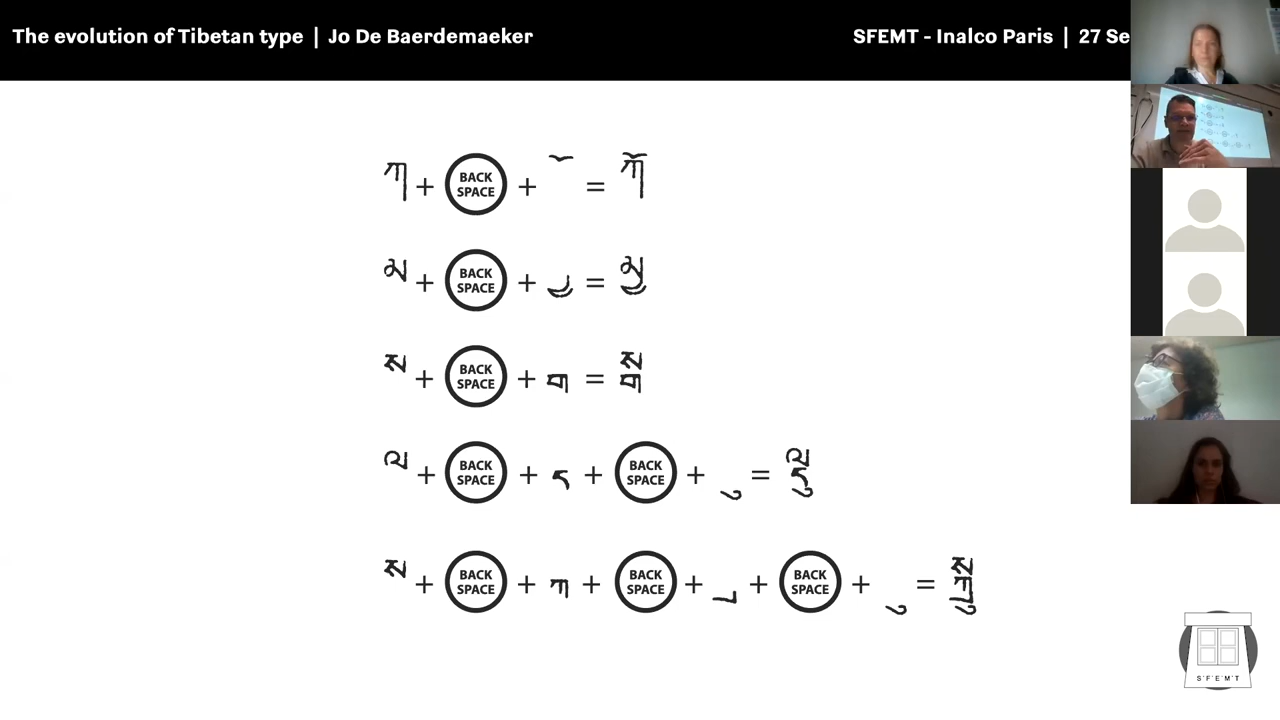 The evolution of Tibetan type | Jo De Baerdemaeker
SFEMT - Inalco Paris | 27 Se
ཀ + BACK SPACE + ོ = ཀོ
མ + BACK SPACE + ྱུ = མྱུ
ས + BACK SPACE + ག = སྒ
ལ + BACK SPACE + ད + BACK SPACE + ུ = ལྡུ
ས + BACK SPACE + ཀ + BACK SPACE + ྲ + BACK SPACE + ུ = སྐྲུ
S·F·E·M·T